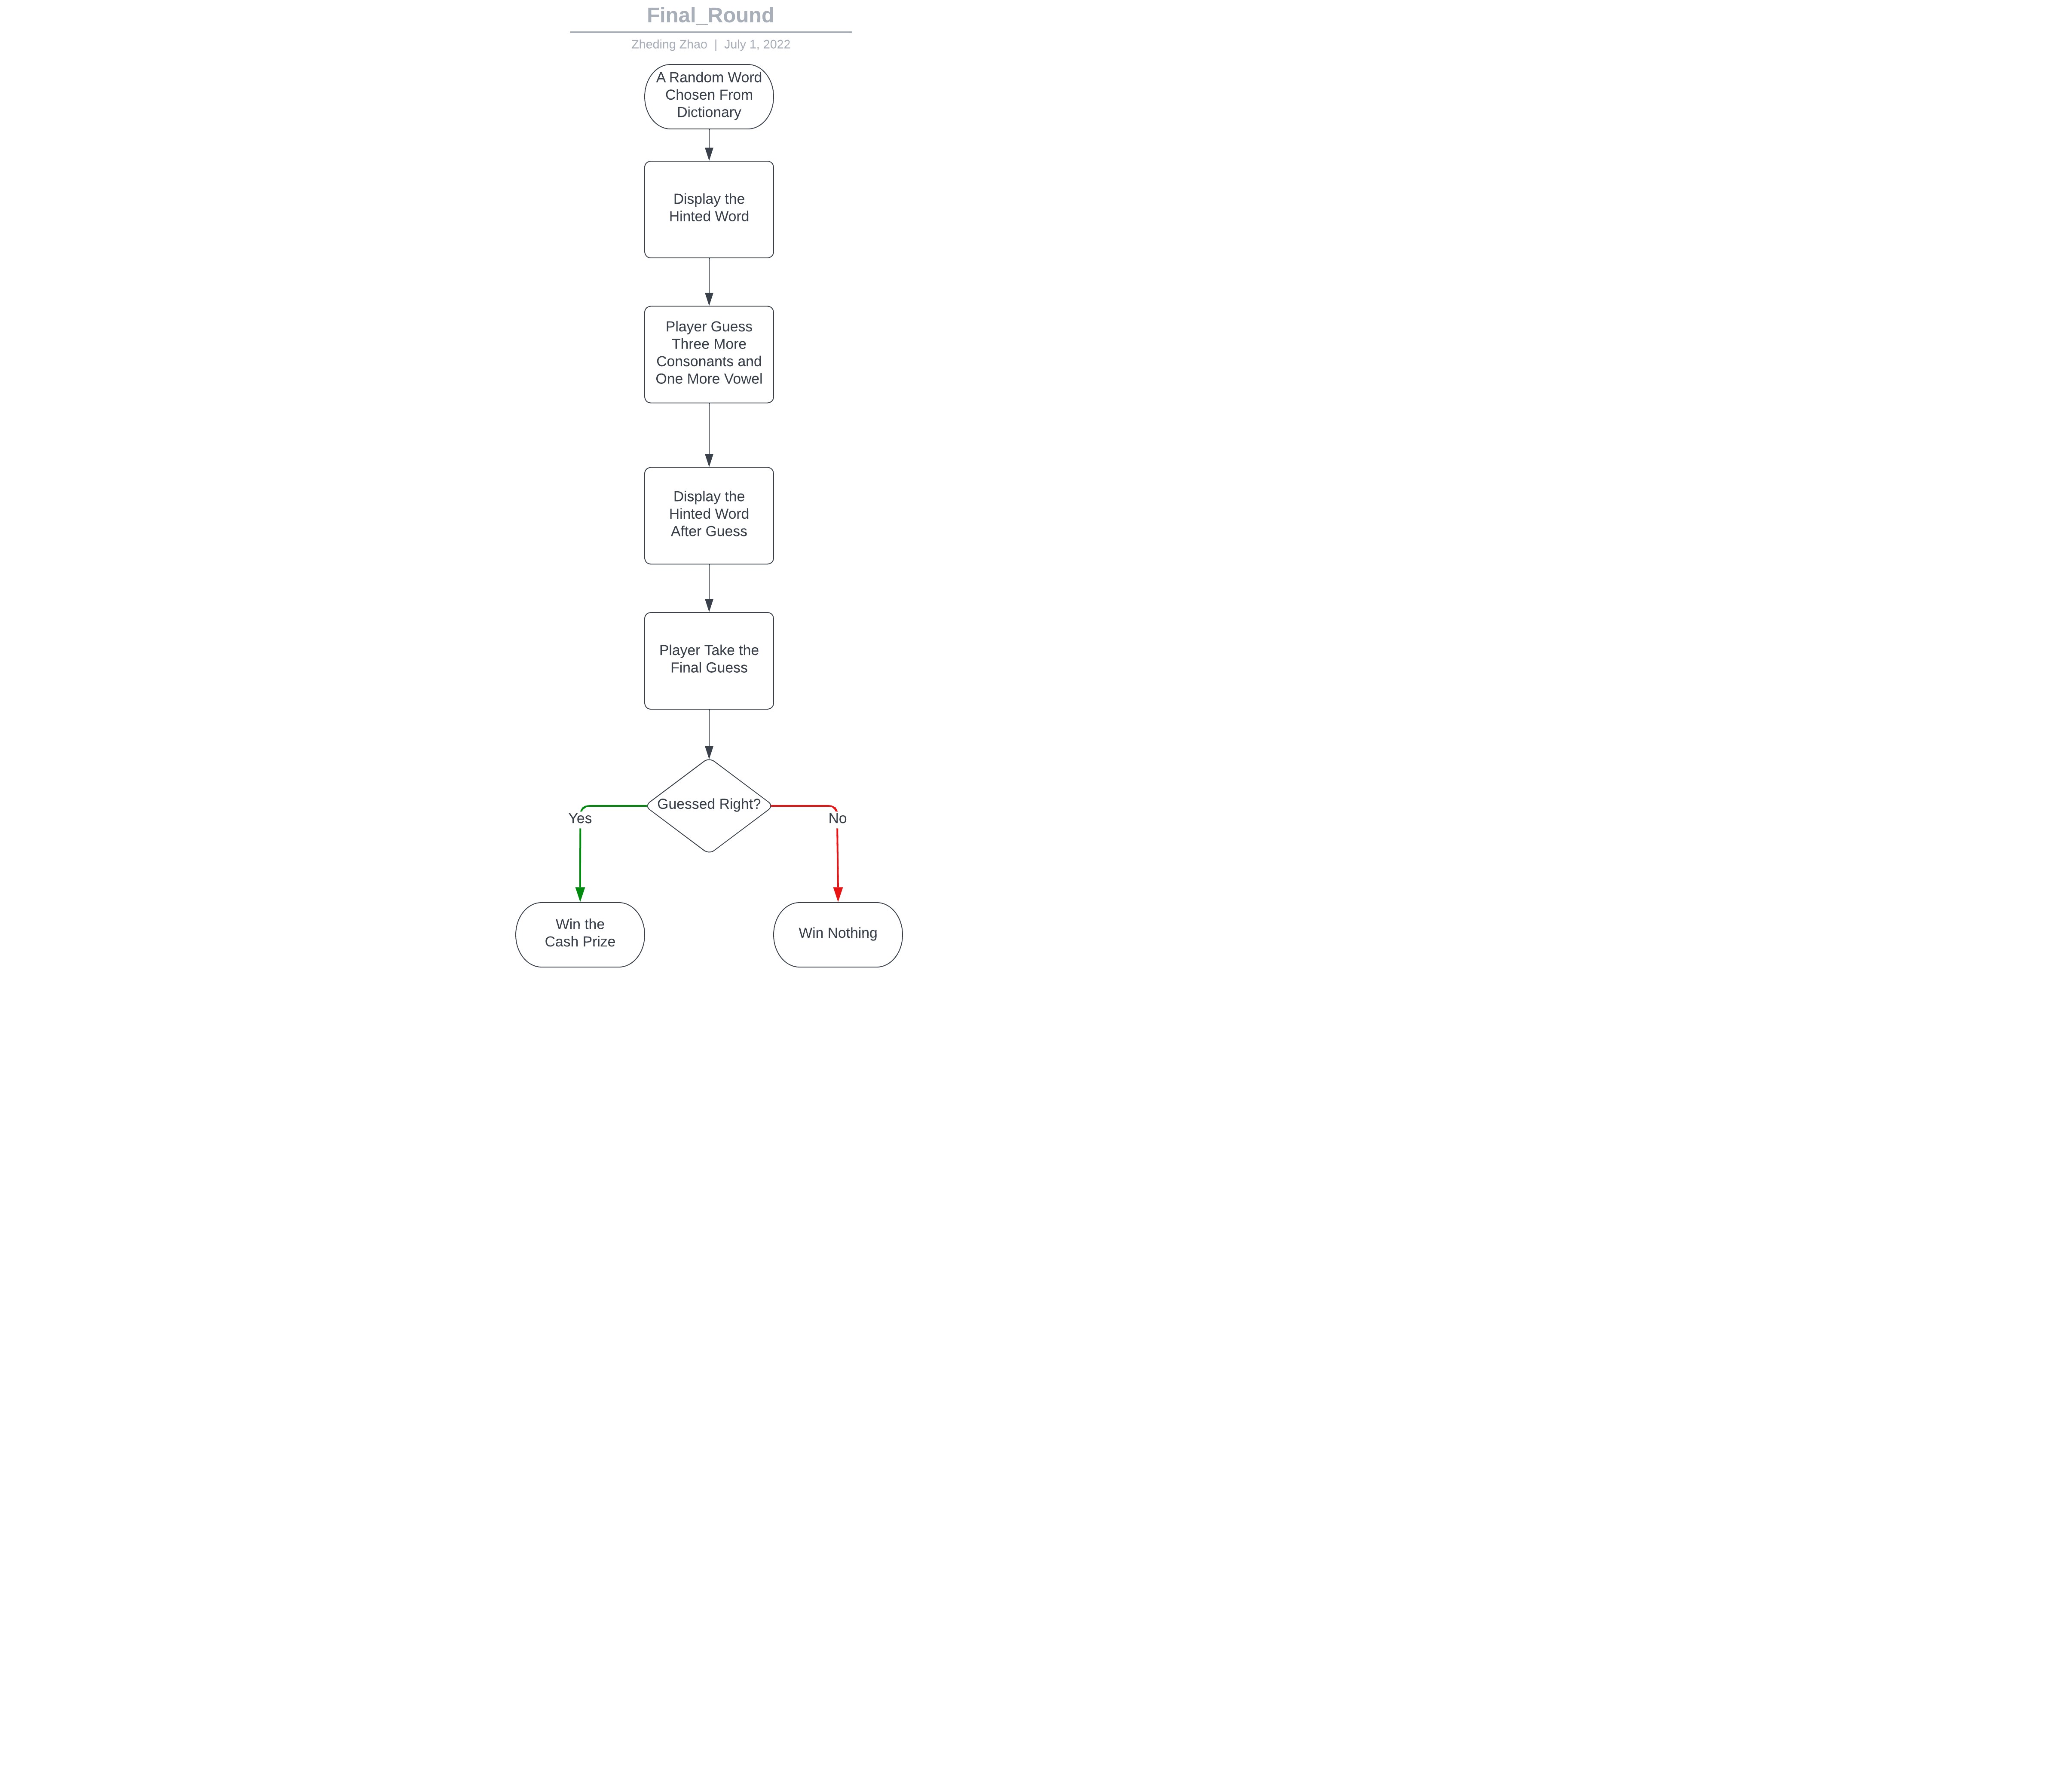 Final_Round
Zheding Zhao | July 1, 2022
A Random Word
Chosen From
Dictionary
Display the
Hinted Word
Player Guess
Three More
Consonants and
One More Vowel
Display the
Hinted Word
After Guess
Player Take the
Final Guess
Guessed Right?
Yes
No
Win the
Cash Prize
Win Nothing